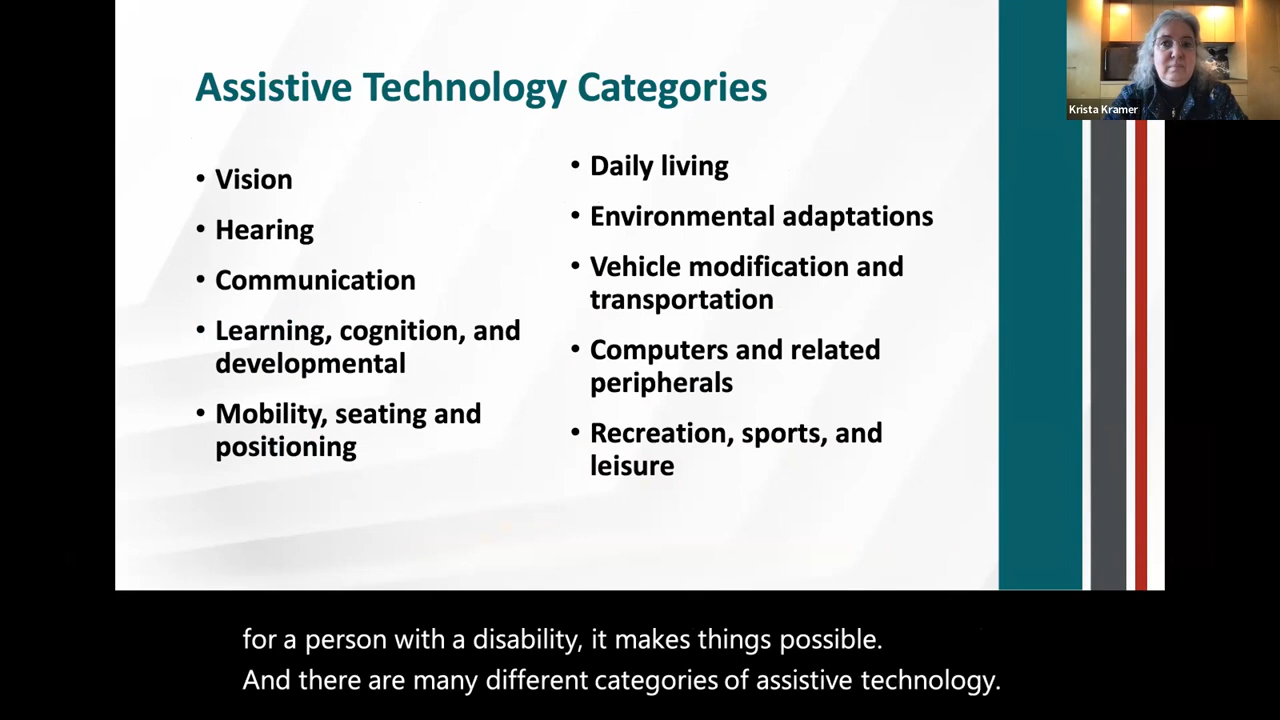 Assistive Technology Categories
• Vision
• Hearing
• Communication
• Learning, cognition, and
developmental
• Mobility, seating and
positioning
• Daily living
• Environmental adaptations
• Vehicle modification and
transportation
• Computers and related
peripherals
• Recreation, sports, and
leisure
Krista Kramer
for a person with a disability, it makes things possible.
And there are many different categories of assistive technology.